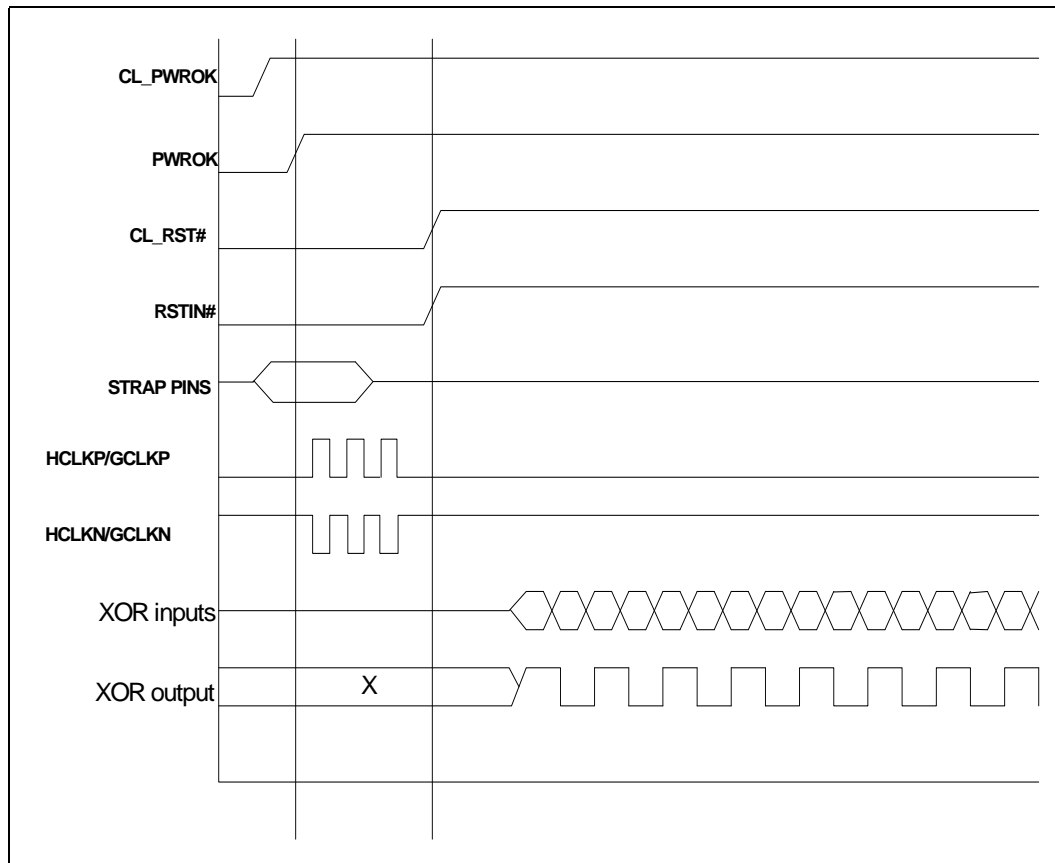 CL_PWROK
PWROK
CL_RST#
RSTIN#
STRAP PINS
HCLKP/GCLKP
HCLKN/GCLKN
XOR inputs
XOR output
X